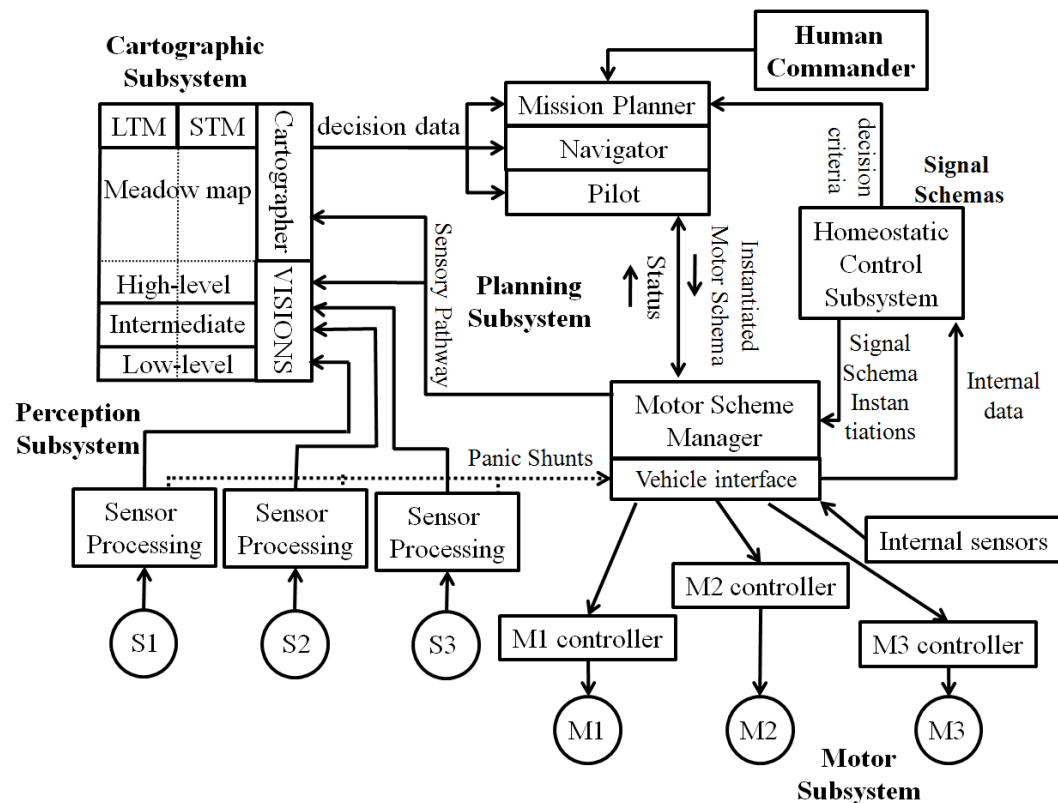 Cartographic
Subsystem
Human
Commander
LTM
STM
Cartographer
decision data
Mission Planner
Navigator
Pilot
Meadow map
decision
criteria
Signal
Schemas
Homeostatic
Control
Subsystem
Sensory Pathway
Planning
Subsystem
Status
Instantiated
Motor Schema
High-level
Intermediate
Low-level
VISIONS
Signal
Schema
Instan
tiations
Internal
data
Motor Scheme
Manager
Vehicle interface
Perception
Subsystem
Panic Shunts
Sensor
Processing
Sensor
Processing
Sensor
Processing
Internal sensors
S1
S2
S3
M1 controller
M2 controller
M3 controller
M1
M2
M3
Motor
Subsystem